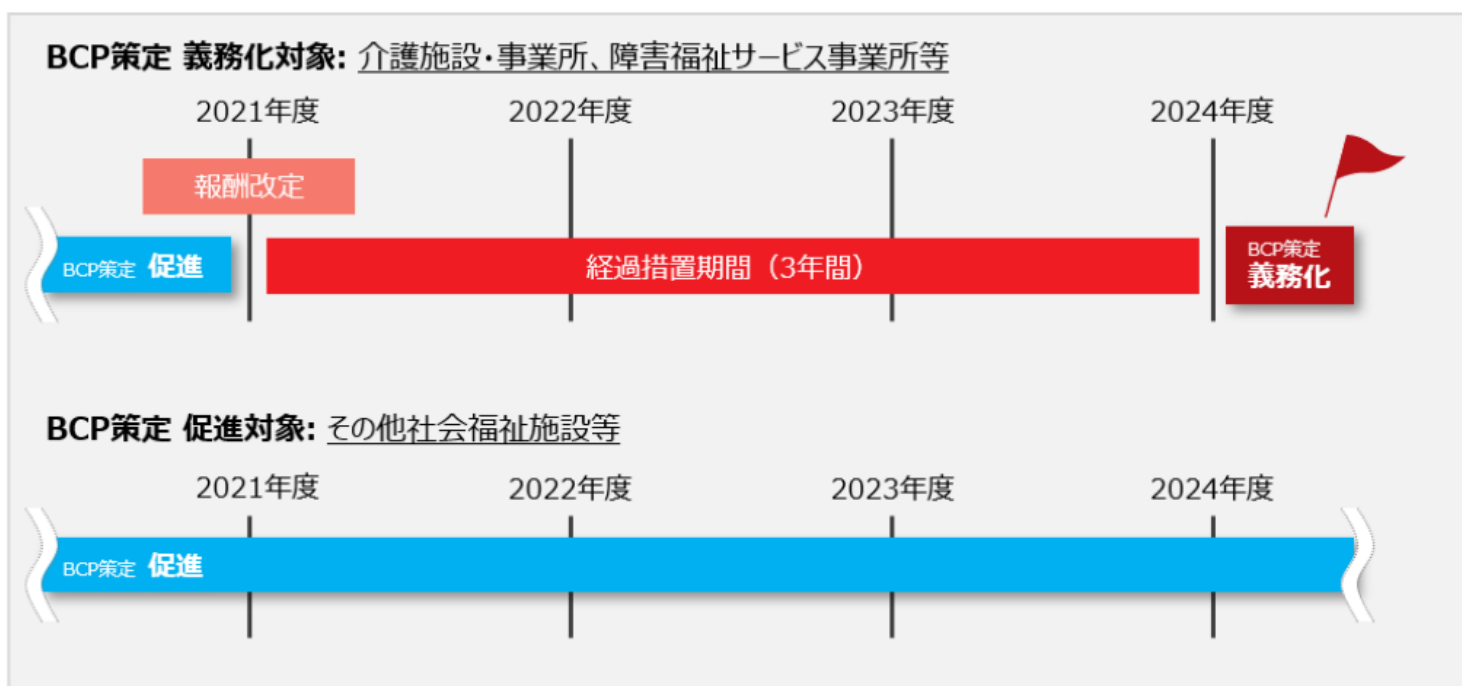 BCP策定 義務化対象: 介護施設・事業所、障害福祉サービス事業所等
2021年度 2022年度 2023年度 2024年度
報酬改定
BCP策定 促進
経過措置期間（3年間）
BCP策定
義務化
BCP策定 促進対象: その他社会福祉施設等
2021年度 2022年度 2023年度 2024年度
BCP策定 促進